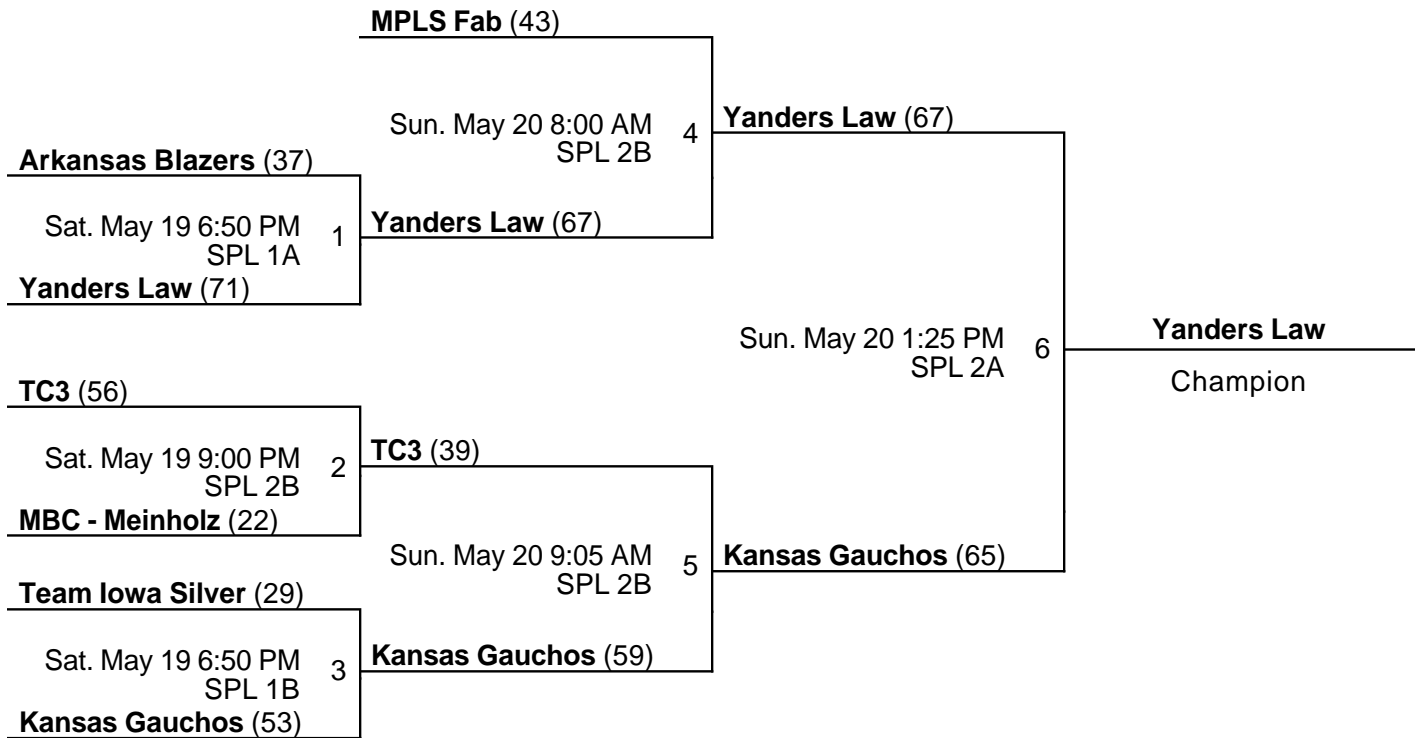 MPLS Fab (43)
Sun. May 20 8:00 AM
SPL 2B
4
Yanders Law (67)
Arkansas Blazers (37)
Sat. May 19 6:50 PM
SPL 1A
1
Yanders Law (67)
Yanders Law (71)
Sun. May 20 1:25 PM
SPL 2A
6
Yanders Law
Champion
TC3 (56)
Sat. May 19 9:00 PM
SPL 2B
2
TC3 (39)
MBC - Meinholz (22)
Sun. May 20 9:05 AM
SPL 2B
5
Kansas Gauchos (65)
Team Iowa Silver (29)
Sat. May 19 6:50 PM
SPL 1B
3
Kansas Gauchos (59)
Kansas Gauchos (53)